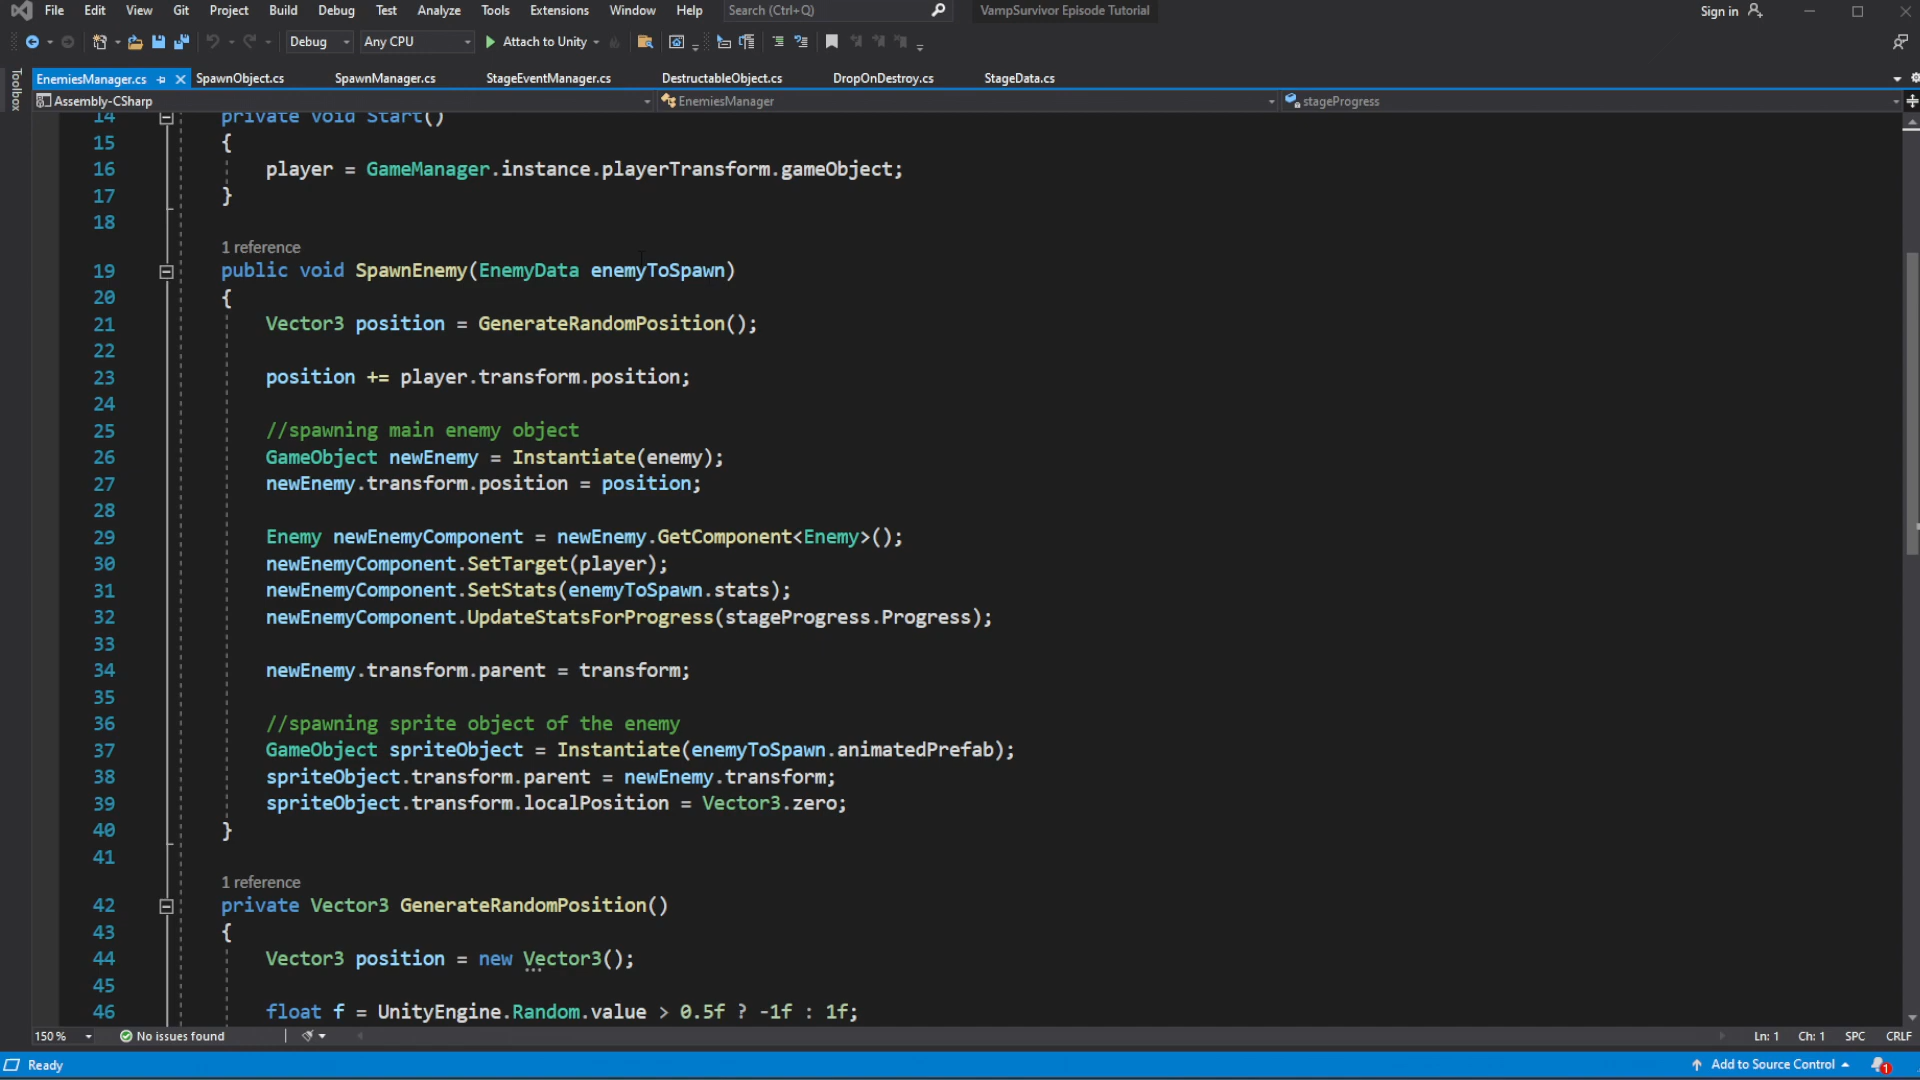 File Edit View Git Project Build Debug Test Analyze Tools Extensions Window Help Search (Ctrl+Q) VampSurvivor Episode Tutorial Sign in
Debug Any CPU Attach to Unity
Toolbox
EnemiesManager.cs SpawnObject.cs SpawnManager.cs StageEventManager.cs DestructableObject.cs DropOnDestroy.cs StageData.cs
Assembly-CSharp EnemiesManager stageProgress
14 private void Start()
15 {
16 player = GameManager.instance.playerTransform.gameObject;
17 }
18
1 reference
19 public void SpawnEnemy(EnemyData enemyToSpawn)
20 {
21 Vector3 position = GenerateRandomPosition();
22
23 position += player.transform.position;
24
25 //spawning main enemy object
26 GameObject newEnemy = Instantiate(enemy);
27 newEnemy.transform.position = position;
28
29 Enemy newEnemyComponent = newEnemy.GetComponent<Enemy>();
30 newEnemyComponent.SetTarget(player);
31 newEnemyComponent.SetStats(enemyToSpawn.stats);
32 newEnemyComponent.UpdateStatsForProgress(stageProgress.Progress);
33
34 newEnemy.transform.parent = transform;
35
36 //spawning sprite object of the enemy
37 GameObject spriteObject = Instantiate(enemyToSpawn.animatedPrefab);
38 spriteObject.transform.parent = newEnemy.transform;
39 spriteObject.transform.localPosition = Vector3.zero;
40 }
41
1 reference
42 private Vector3 GenerateRandomPosition()
43 {
44 Vector3 position = new Vector3();
45
46 float f = UnityEngine.Random.value > 0.5f ? -1f : 1f;
150 % No issues found Ln: 1 Ch: 1 SPC CRLF
Ready Add to Source Control 1